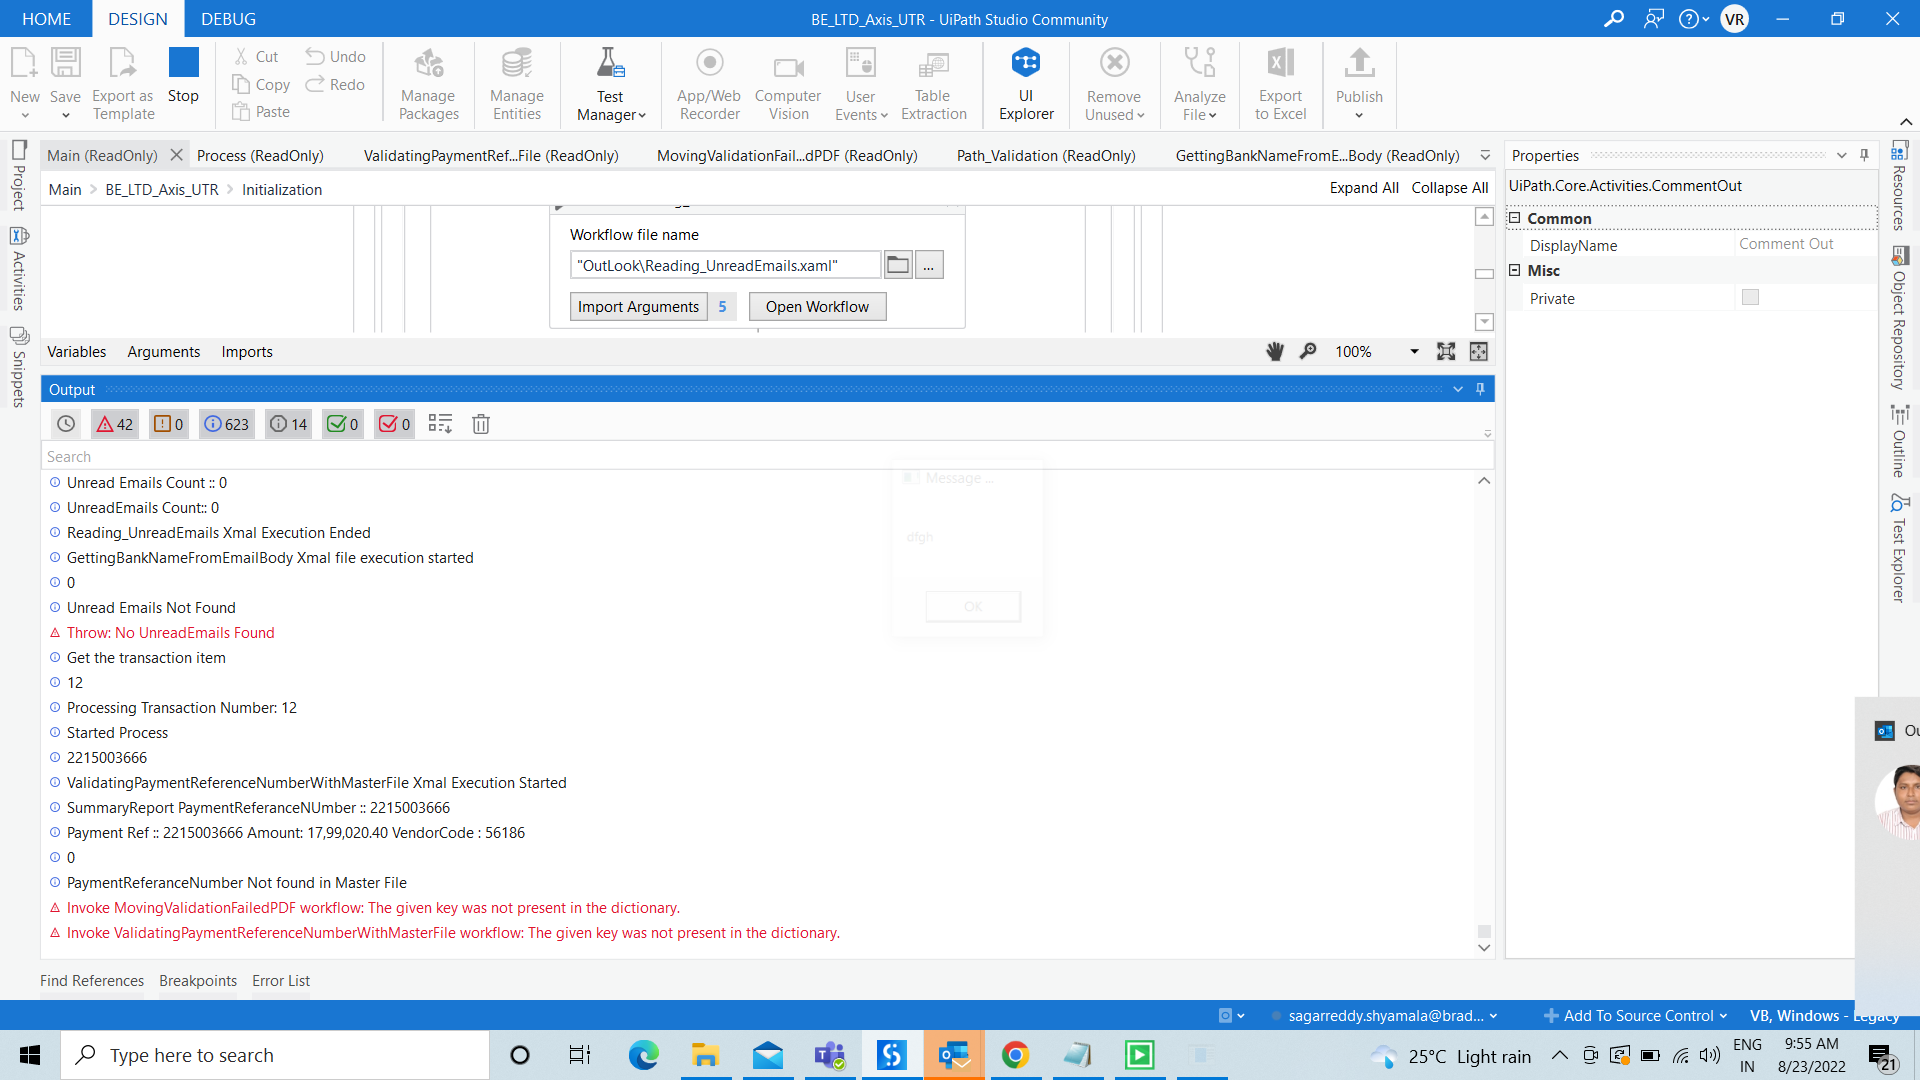 HOME
DESIGN
DEBUG
BE_LTD_Axis_UTR - UiPath Studio Community
VR
New
Save
Export as Template
Stop
Cut
Copy
Paste
Undo
Redo
Manage Packages
Manage Entities
Test Manager
App/Web Recorder
Computer Vision
User Events
Table Extraction
UI Explorer
Remove Unused
Analyze File
Export to Excel
Publish
Main (ReadOnly)
Process (ReadOnly)
ValidatingPaymentRef...File (ReadOnly)
MovingValidationFail...dPDF (ReadOnly)
Path_Validation (ReadOnly)
GettingBankNameFromE...Body (ReadOnly)
Main > BE_LTD_Axis_UTR > Initialization
Expand All
Collapse All
Workflow file name
"OutLook\Reading_UnreadEmails.xaml"
...
Import Arguments
5
Open Workflow
Variables
Arguments
Imports
100%
Project
Activities
Snippets
Output
42
0
623
14
0
0
Search
Unread Emails Count :: 0
UnreadEmails Count:: 0
Reading_UnreadEmails Xmal Execution Ended
GettingBankNameFromEmailBody Xmal file execution started
0
Unread Emails Not Found
Throw: No UnreadEmails Found
Get the transaction item
12
Processing Transaction Number: 12
Started Process
2215003666
ValidatingPaymentReferenceNumberWithMasterFile Xmal Execution Started
SummaryReport PaymentReferanceNUmber :: 2215003666
Payment Ref :: 2215003666 Amount: 17,99,020.40 VendorCode : 56186
0
PaymentReferanceNumber Not found in Master File
Invoke MovingValidationFailedPDF workflow: The given key was not present in the dictionary.
Invoke ValidatingPaymentReferenceNumberWithMasterFile workflow: The given key was not present in the dictionary.
Message ...
dfgh
OK
Find References
Breakpoints
Error List
Properties
UiPath.Core.Activities.CommentOut
Common
DisplayName
Comment Out
Misc
Private
Resources
Object Repository
Outline
Test Explorer
Ou
sagarreddy.shyamala@brad...
Add To Source Control
VB, Windows - Legacy
Type here to search
25°C Light rain
ENG
IN
9:55 AM
8/23/2022
21